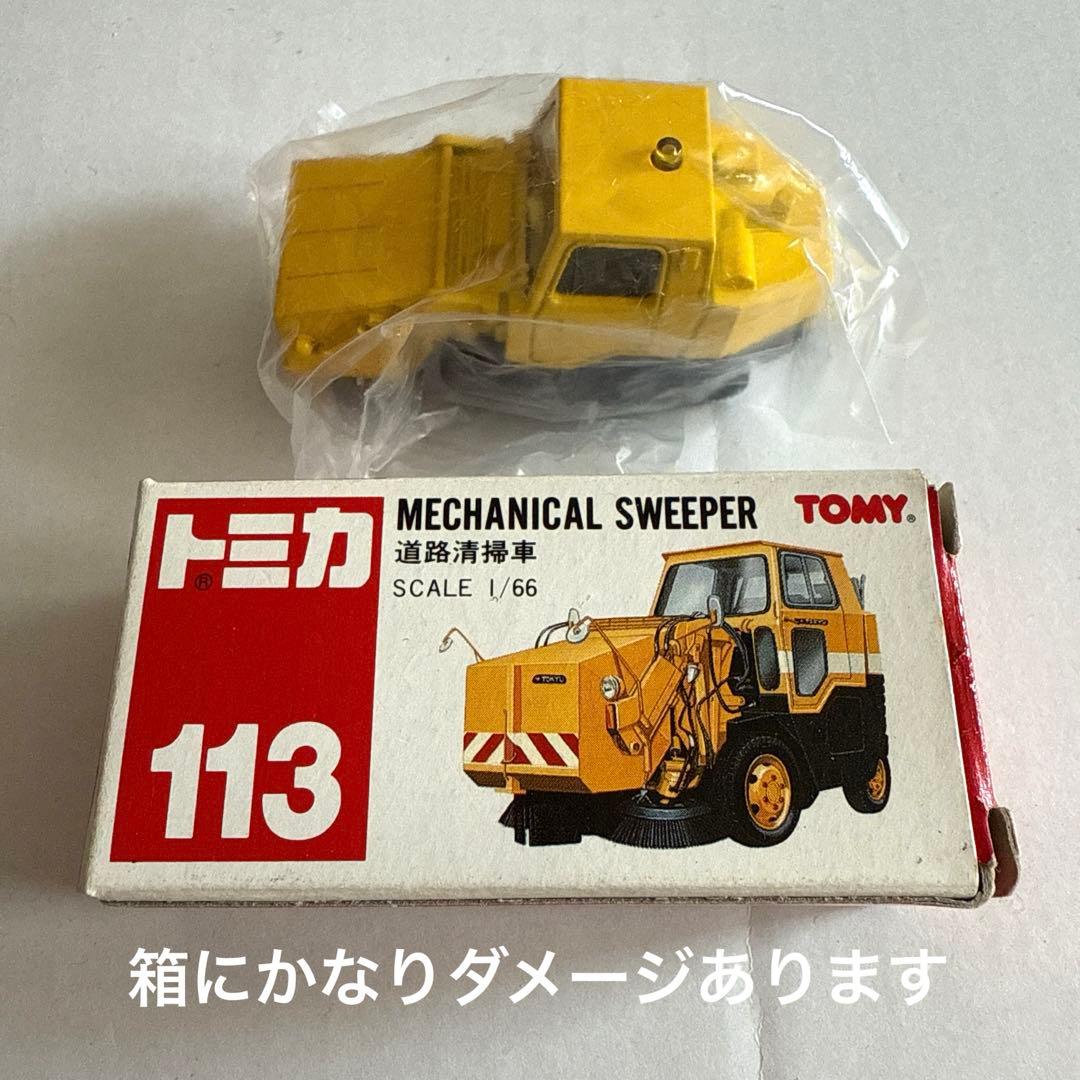 トミカ®
MECHANICAL SWEEPER
TOMY®
道路清掃車
SCALE 1/66
TOKYU
113
箱にかなりダメージあります